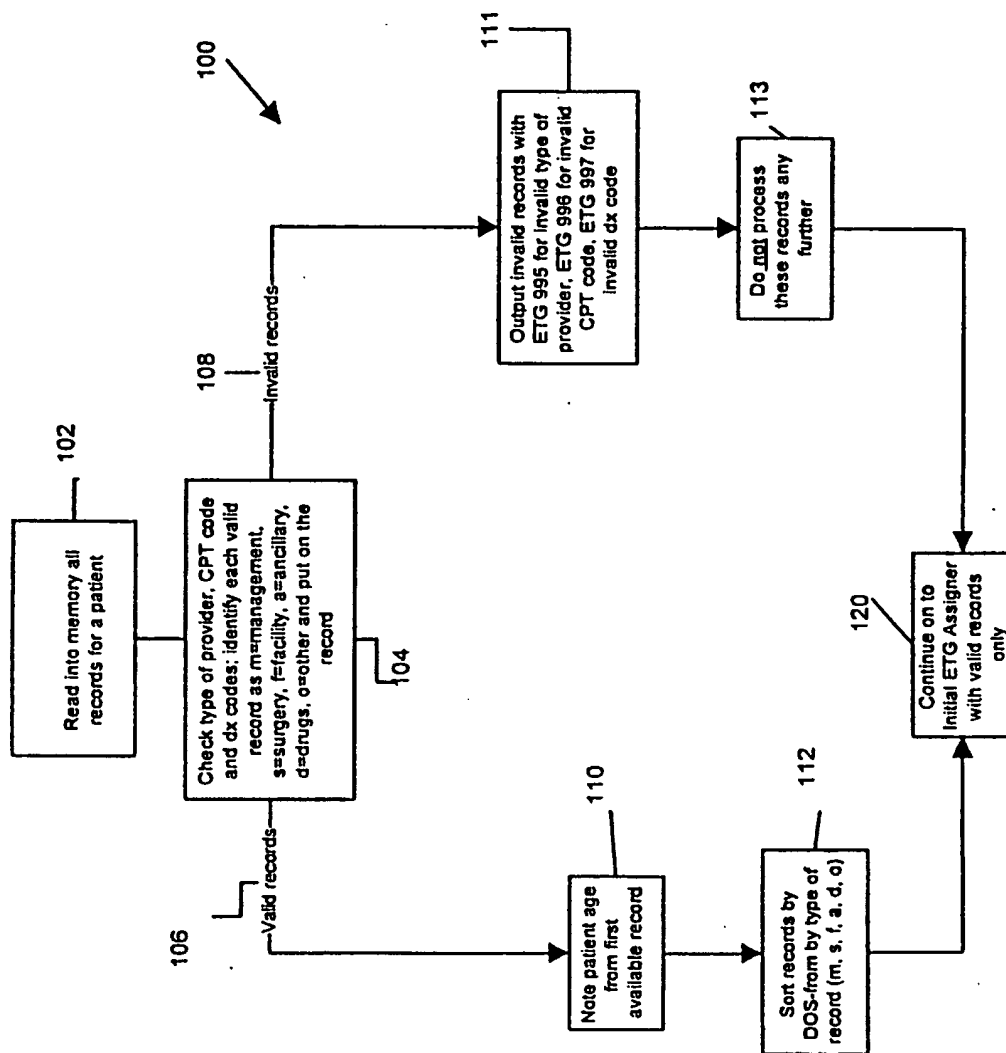 100
102
Read into memory all
records for a patient
Check type of provider, CPT code
and dx codes; identify each valid
record as m=management,
s=surgery, f=facility, a=ancillary,
d=drugs, o=other and put on the
record
104
106
Valid records
108
Invalid records
110
Note patient age
from first
available record
112
Sort records by
DOS-from by type of
record (m, s, f, a, d, o)
111
Output invalid records with
ETG 995 for Invalid type of
provider, ETG 996 for invalid
CPT code, ETG 997 for
Invalid dx code
113
Do not process
these records any
further
120
Continue on to
Initial ETG Assigner
with valid records
only